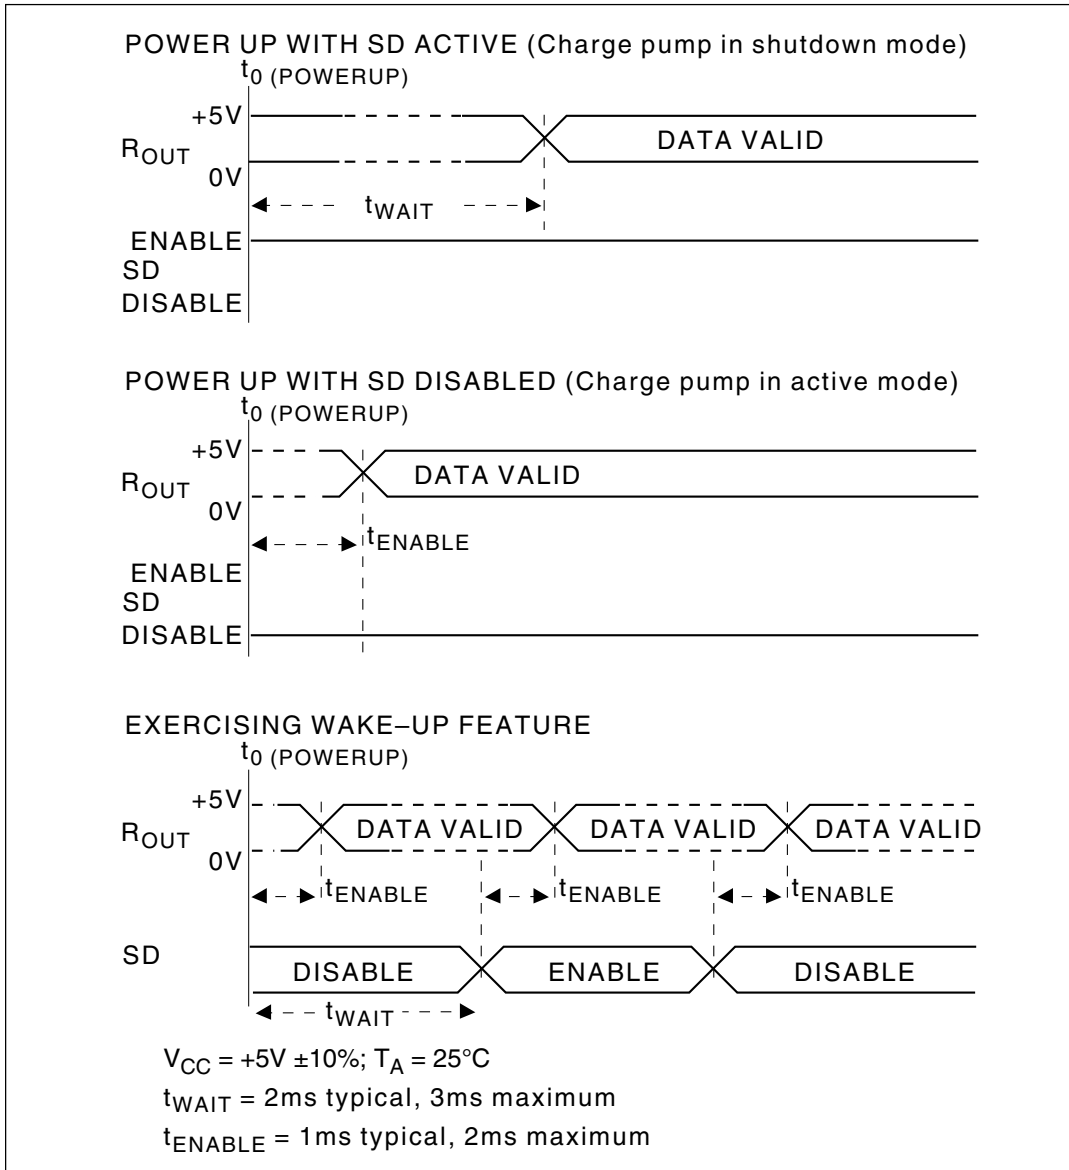 POWER UP WITH SD ACTIVE (Charge pump in shutdown mode)
t0 (POWERUP)
+5V
ROUT
DATA VALID
0V
tWAIT
ENABLE
SD
DISABLE
POWER UP WITH SD DISABLED (Charge pump in active mode)
t0 (POWERUP)
+5V
ROUT
DATA VALID
0V
tENABLE
ENABLE
SD
DISABLE
EXERCISING WAKE–UP FEATURE
t0 (POWERUP)
+5V
ROUT
DATA VALID DATA VALID DATA VALID
0V
tENABLE tENABLE tENABLE
SD
DISABLE ENABLE DISABLE
tWAIT
VCC = +5V ±10%; TA = 25°C
tWAIT = 2ms typical, 3ms maximum
tENABLE = 1ms typical, 2ms maximum